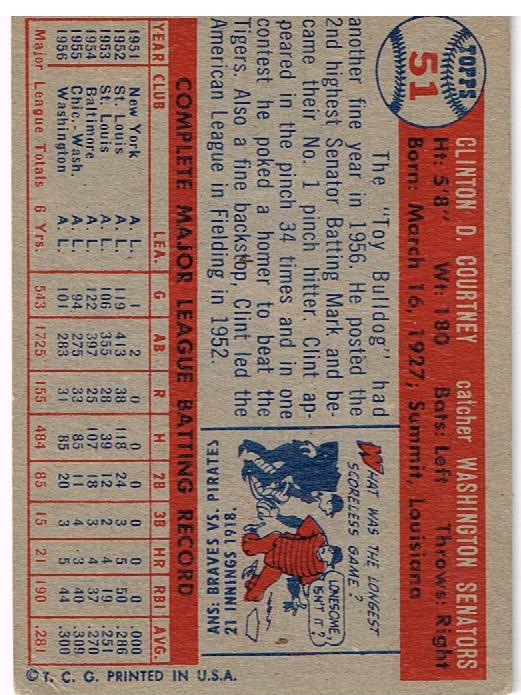 TOPPS
51
CLINTON D. COURTNEY catcher WASHINGTON SENATORS
Ht: 5'8" Wt: 180 Bats: Left Throws: Right
Born: March 16, 1927; Summit, Louisiana
The "Toy Bulldog" had
another fine year in 1956. He posted the
2nd highest Senator Batting Mark and be-
came their No. 1 pinch hitter. Clint ap-
peared in the pinch 34 times and in one
contest he poked a homer to beat the
Tigers. Also a fine backstop, Clint led the
American League in Fielding in 1952.
WHAT WAS THE LONGEST
SCORELESS GAME?
LONESOME,
ISN'T IT?
ANS: BRAVES VS. PIRATES
21 INNINGS 1918.
COMPLETE MAJOR LEAGUE BATTING RECORD
YEAR CLUB LEA. G AB R H 2B 3B HR RBI AVG.
1951 New York A. L. 1 2 0 0 0 0 0 0 .000
1952 St. Louis A. L. 119 413 38 118 24 3 5 50 .286
1953 St. Louis A. L. 106 355 28 39 12 2 4 19 .251
1954 Baltimore A. L. 122 397 25 107 18 3 4 37 .270
1955 Chic.-Wash. A. L. 94 275 33 85 11 4 3 40 .309
1956 Washington A. L. 101 283 31 85 20 3 5 44 .300
Major League Totals 6 Yrs. 543 1725 155 484 85 15 21 190 .281
© T. C. G. PRINTED IN U.S.A.